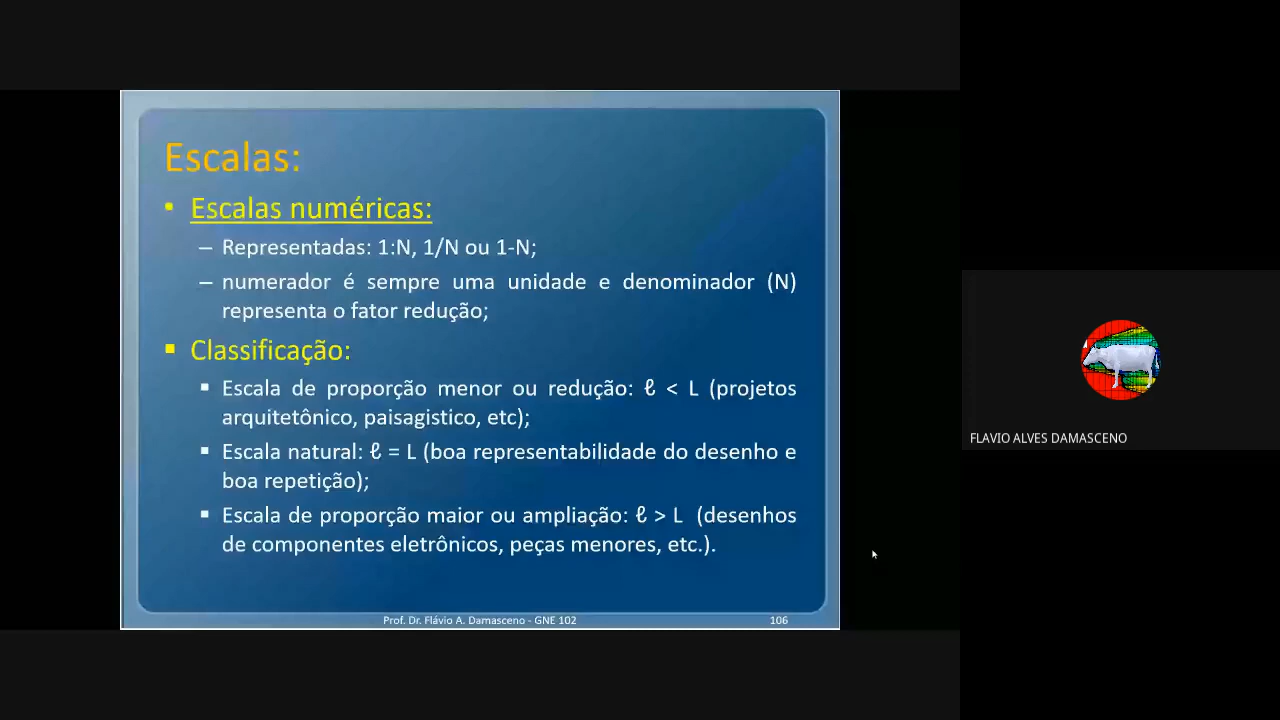 Escalas:
• Escalas numéricas:
– Representadas: 1:N, 1/N ou 1-N;
– numerador é sempre uma unidade e denominador (N)
representa o fator redução;
▪ Classificação:
▪ Escala de proporção menor ou redução: ℓ < L (projetos
arquitetônico, paisagistico, etc);
▪ Escala natural: ℓ = L (boa representabilidade do desenho e
boa repetição);
▪ Escala de proporção maior ou ampliação: ℓ > L (desenhos
de componentes eletrônicos, peças menores, etc.).
Prof. Dr. Flávio A. Damasceno - GNE 102
106
FLAVIO ALVES DAMASCENO